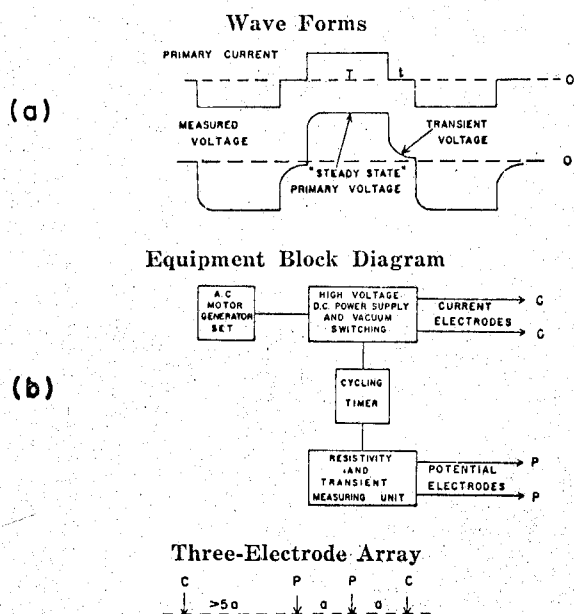 Wave Forms
PRIMARY CURRENT
T t
O
(a)
MEASURED
VOLTAGE
TRANSIENT
VOLTAGE
O
"STEADY STATE"
PRIMARY VOLTAGE
Equipment Block Diagram
A.C
MOTOR
GENERATOR
SET
HIGH VOLTAGE
D.C. POWER SUPPLY
AND VACUUM
SWITCHING
C
CURRENT
ELECTRODES
C
(b)
CYCLING
TIMER
RESISTIVITY
AND
TRANSIENT
MEASURING UNIT
P
POTENTIAL
ELECTRODES
P
Three-Electrode Array
C P P C
>5a a a